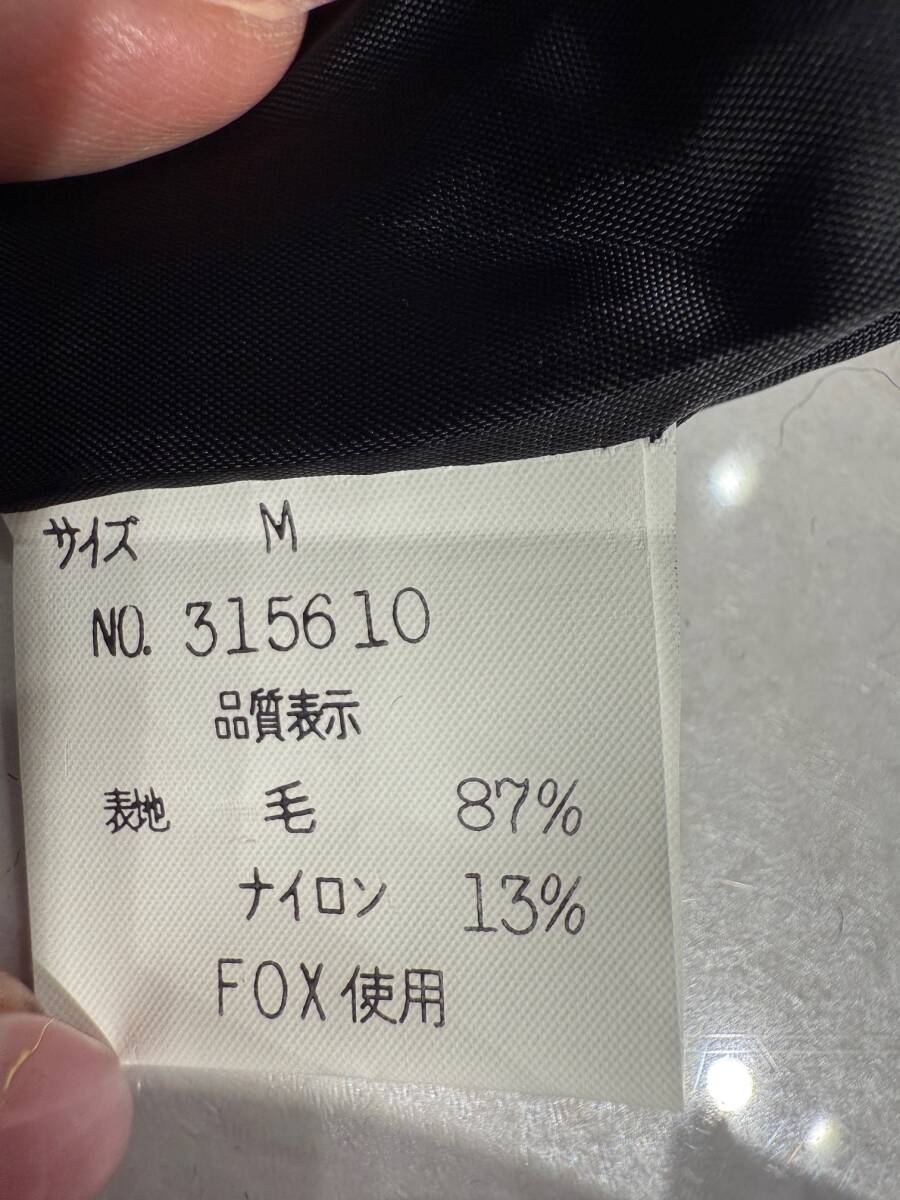 サイズ M
NO. 315610
品質表示
表地 毛 87%
ナイロン 13%
FOX使用